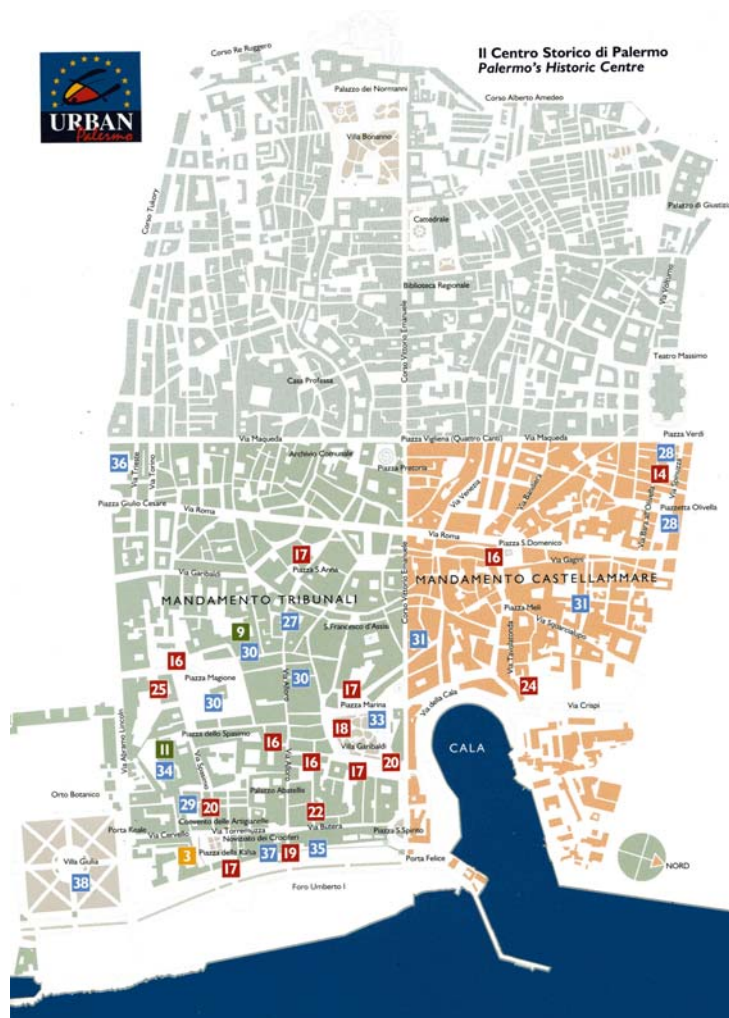 Il Centro Storico di Palermo
Palermo's Historic Centre
URBAN
Palermo
Corso Re Ruggero
Palazzo dei Normanni
Corso Alberto Amedeo
Villa Bonanno
Corso Tukory
Cattedrale
Palazzo di Giustizia
Biblioteca Regionale
Via Volturno
Corso Vittorio Emanuele
Teatro Massimo
Casa Professa
Via Maqueda
Piazza Vigliena (Quattro Canti)
Via Maqueda
Piazza Verdi
Archivio Comunale
Piazza Pretoria
28
36
Via Trieste
Via Torino
14
Via Spinuzza
Via Venezia
Via Bandiera
Via Bara all'Olivella
Piazza Giulio Cesare
Via Roma
Piazzetta Olivella
28
Via Roma
Piazza S.Domenico
17
16
Via Gagini
Piazza S.Anna
Via Garibaldi
Corso Vittorio Emanuele
MANDAMENTO CASTELLAMMARE
MANDAMENTO TRIBUNALI
31
Piazza Meli
27
9
S.Francesco d'Assisi
Via Squarcialupo
30
31
16
Via Tavolatonda
Via Alloro
30
Piazza Magione
25
17
24
30
Via della Cala
Via Crispi
Piazza Marina
33
18
Via Abramo Lincoln
Piazza dello Spasimo
16
11
Villa Garibaldi
CALA
34
Via Spasimo
Via Alloro
16
17
20
Orto Botanico
Palazzo Abatellis
29
20
22
Convento delle Artigianelle
Porta Reale
Via Cervello
Via Torremuzza
Via Butera
Piazza S.Spirito
Noviziato dei Crociferi
3
Piazza della Kalsa
37
19
35
Villa Giulia
17
Porta Felice
NORD
38
Foro Umberto I